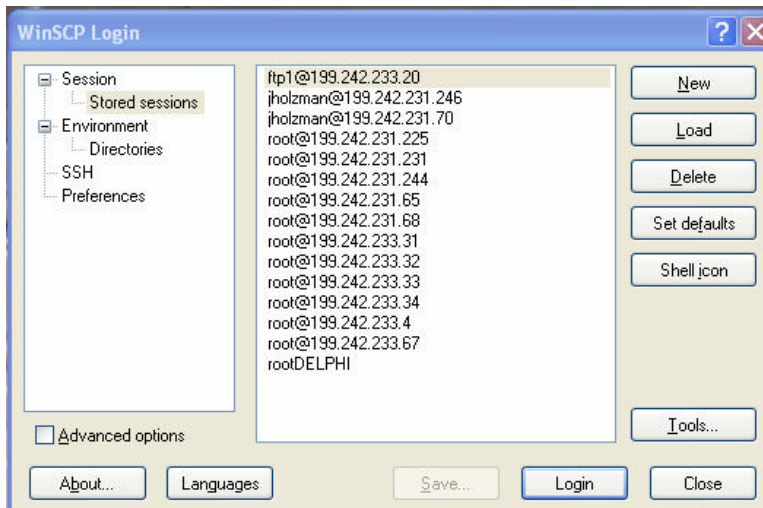 WinSCP Login
Session
Stored sessions
Environment
Directories
SSH
Preferences
Advanced options
ftp1@199.242.233.20
jholzman@199.242.231.246
jholzman@199.242.231.70
root@199.242.231.225
root@199.242.231.231
root@199.242.231.244
root@199.242.231.65
root@199.242.231.68
root@199.242.233.31
root@199.242.233.32
root@199.242.233.33
root@199.242.233.34
root@199.242.233.4
root@199.242.233.67
rootDELPHI
New
Load
Delete
Set defaults
Shell icon
Tools...
About...
Languages
Save...
Login
Close